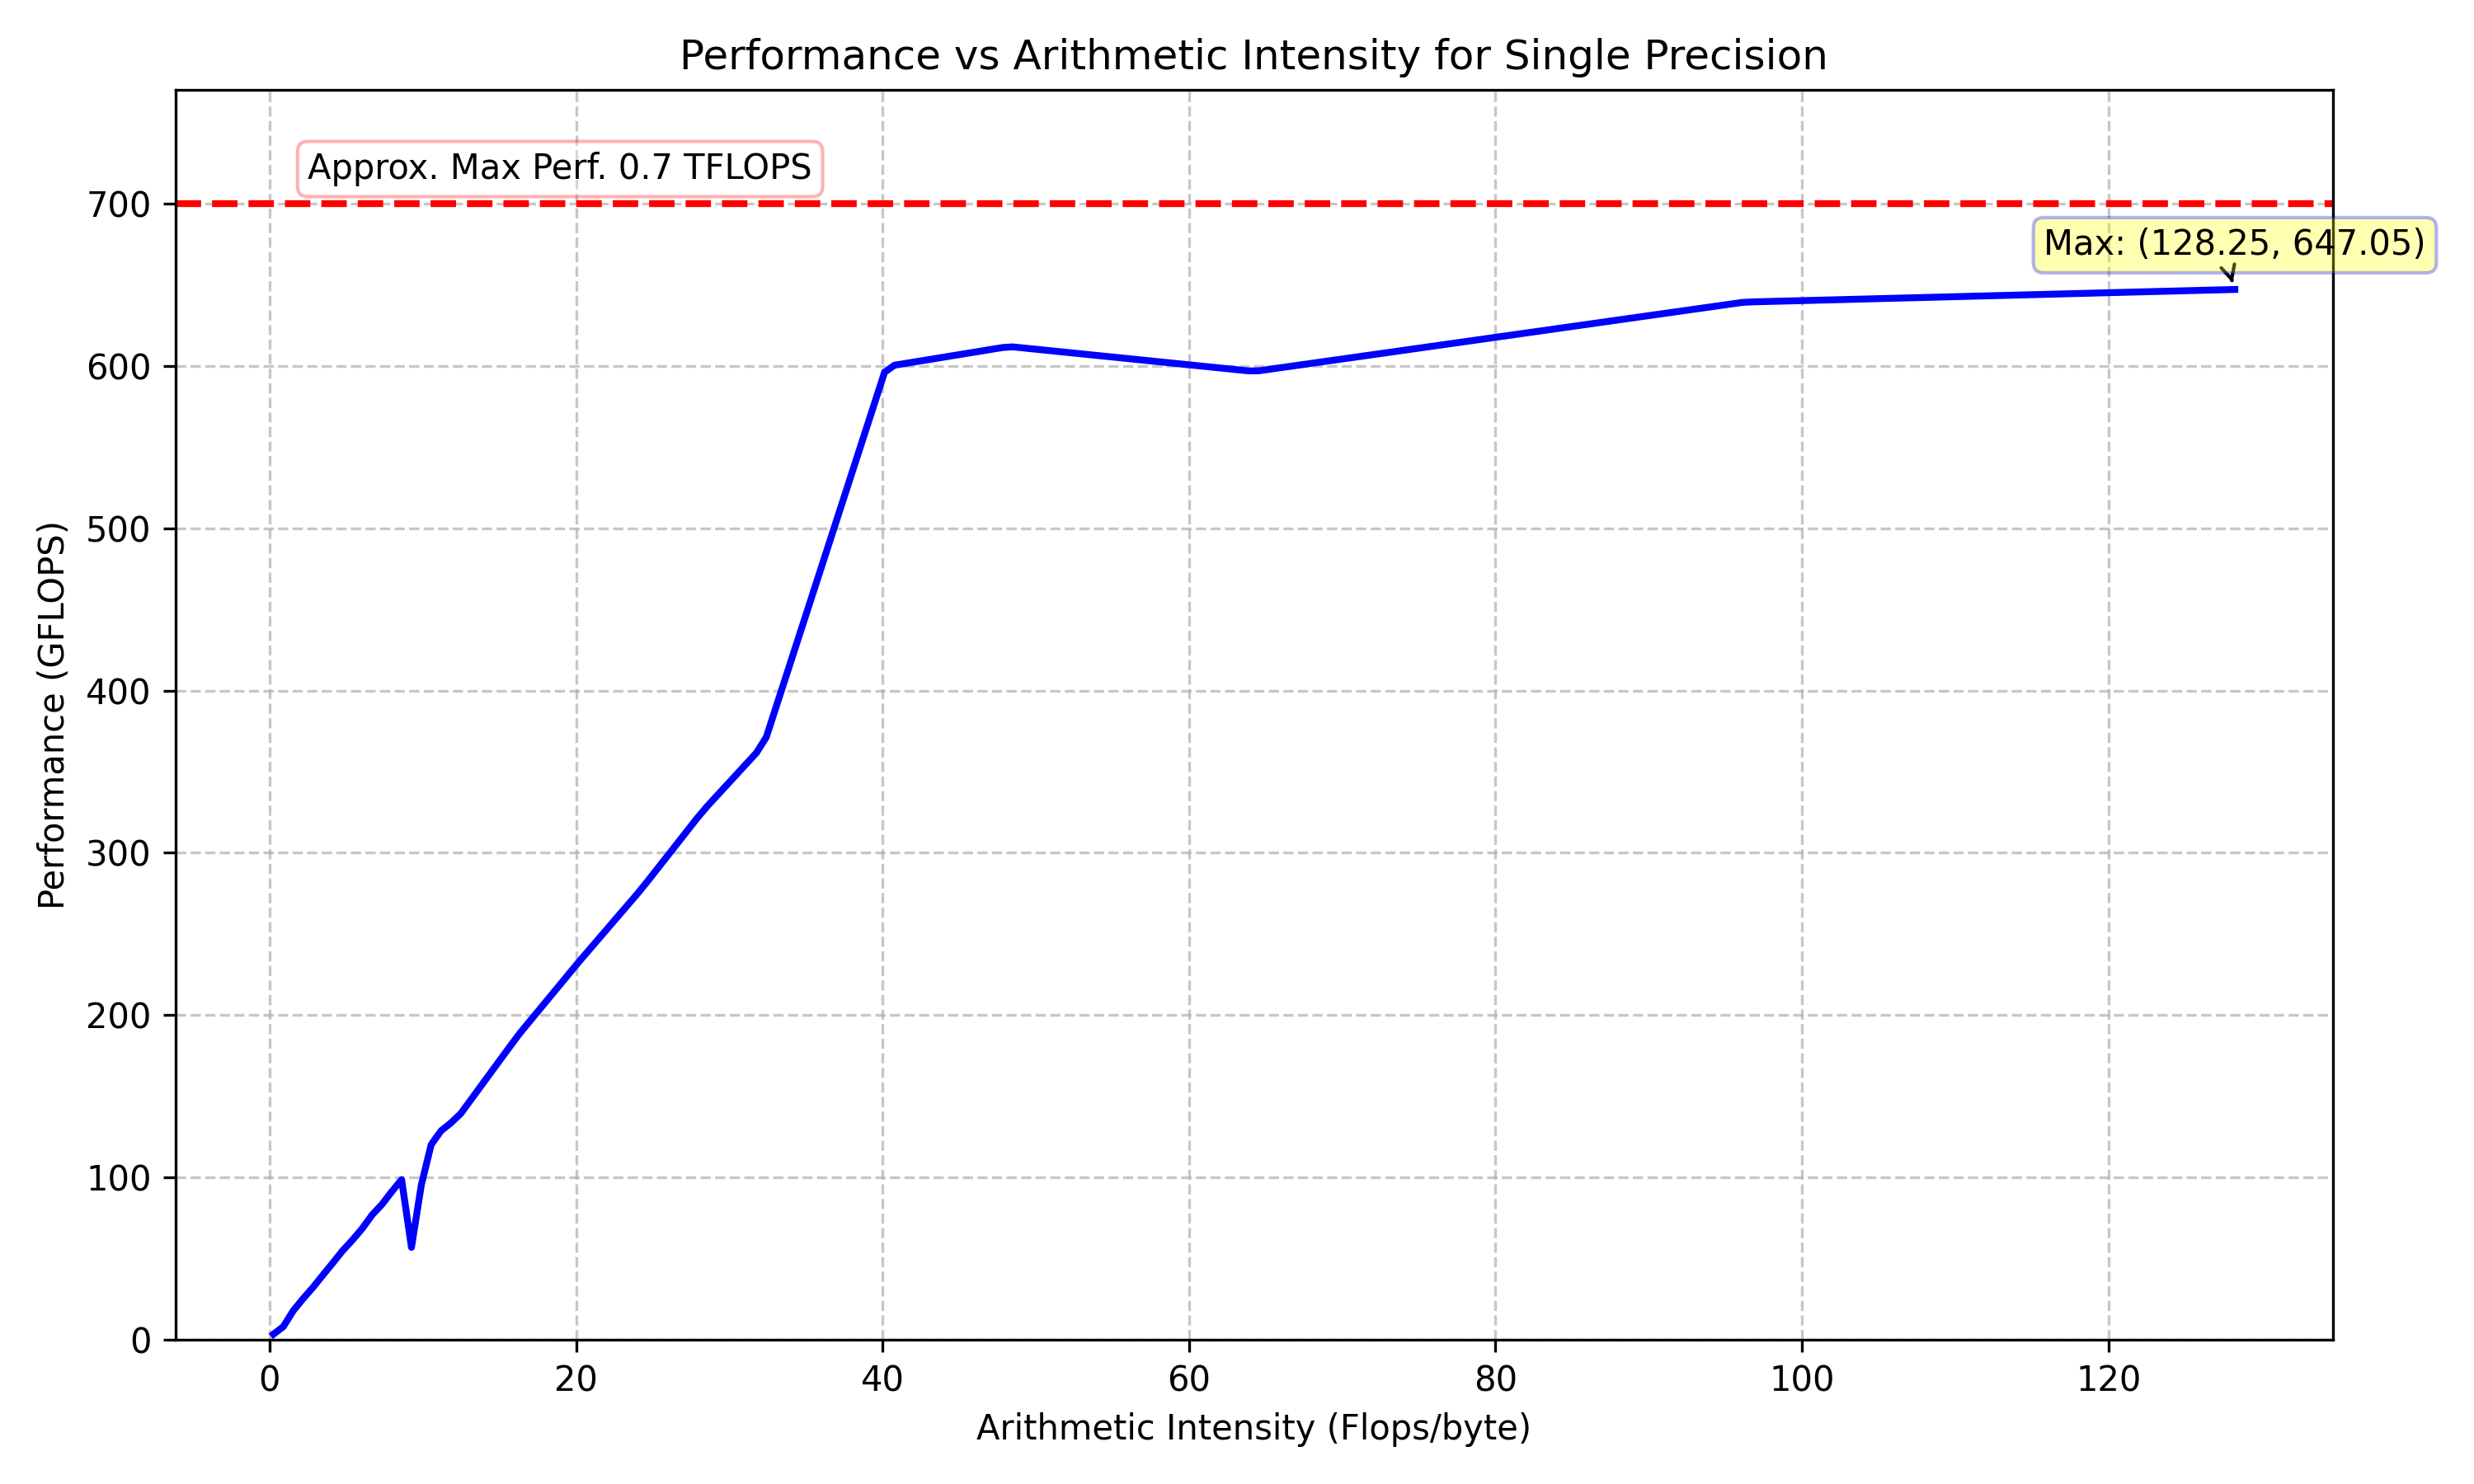 Performance vs Arithmetic Intensity for Single Precision
Approx. Max Perf. 0.7 TFLOPS
Max: (128.25, 647.05)
Performance (GFLOPS)
700
600
500
400
300
200
100
0
0 20 40 60 80 100 120
Arithmetic Intensity (Flops/byte)